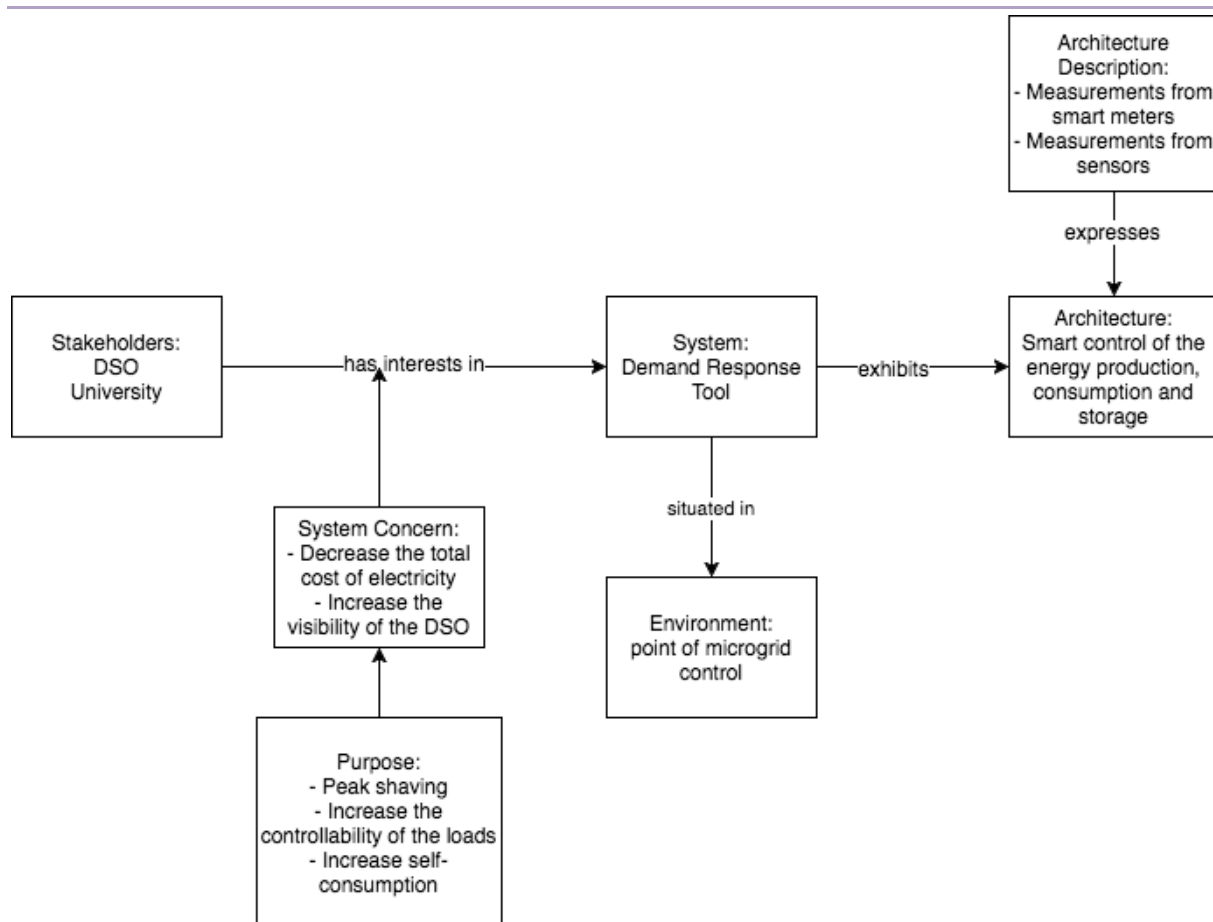 Architecture
Description:
- Measurements from
smart meters
- Measurements from
sensors
expresses
Stakeholders:
DSO
University
has interests in
System:
Demand Response
Tool
exhibits
Architecture:
Smart control of the
energy production,
consumption and
storage
situated in
System Concern:
- Decrease the total
cost of electricity
- Increase the
visibility of the DSO
Environment:
point of microgrid
control
Purpose:
- Peak shaving
- Increase the
controllability of the loads
- Increase self-
consumption